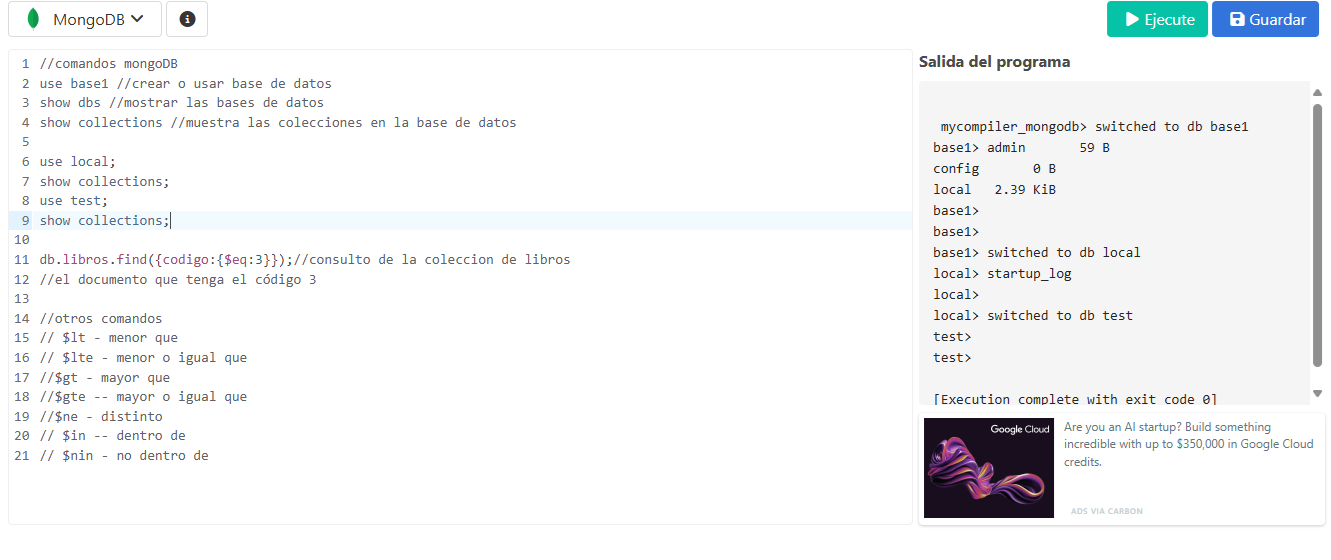 MongoDB
Ejecute
Guardar
1 //comandos mongoDB
2 use base1 //crear o usar base de datos
3 show dbs //mostrar las bases de datos
4 show collections //muestra las colecciones en la base de datos
5
6 use local;
7 show collections;
8 use test;
9 show collections;
10
11 db.libros.find({codigo:{$eq:3}});//consulto de la coleccion de libros
12 //el documento que tenga el código 3
13
14 //otros comandos
15 // $lt - menor que
16 // $lte - menor o igual que
17 //$gt - mayor que
18 //$gte -- mayor o igual que
19 //$ne - distinto
20 // $in -- dentro de
21 // $nin - no dentro de
Salida del programa
mycompiler_mongodb> switched to db base1
base1> admin 59 B
config 0 B
local 2.39 KiB
base1>
base1>
base1> switched to db local
local> startup_log
local>
local> switched to db test
test>
test>
[Execution complete with exit code 0]
Google Cloud
Are you an AI startup? Build something
incredible with up to $350,000 in Google Cloud
credits.
ADS VIA CARBON